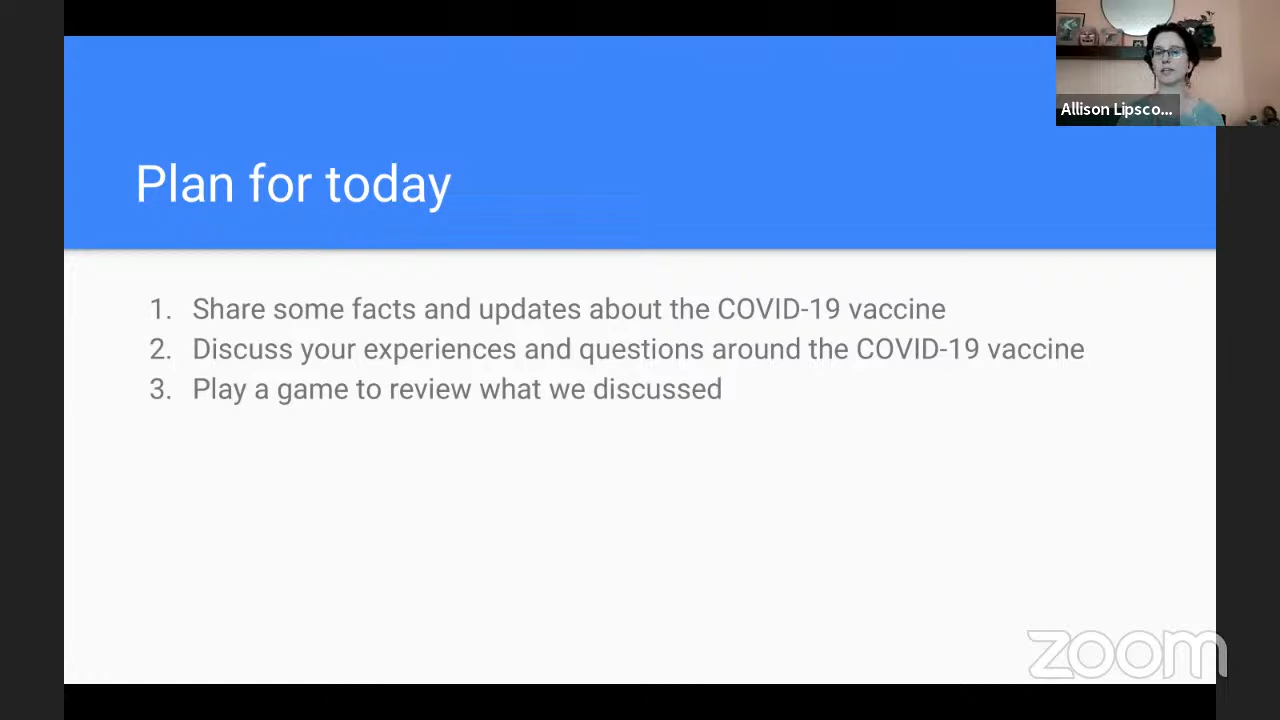 Allison Lipsco...
Plan for today
1. Share some facts and updates about the COVID-19 vaccine
2. Discuss your experiences and questions around the COVID-19 vaccine
3. Play a game to review what we discussed
zoom